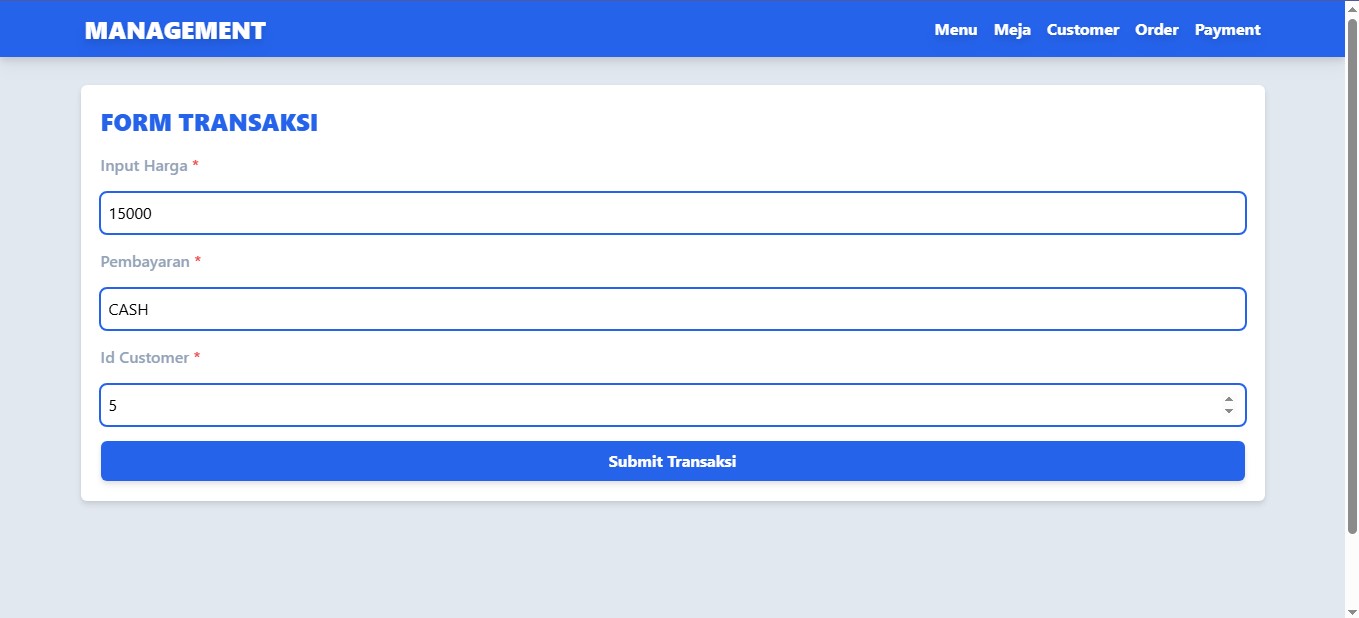 MANAGEMENT
Menu Meja Customer Order Payment
FORM TRANSAKSI
Input Harga *
15000
Pembayaran *
CASH
Id Customer *
5
Submit Transaksi